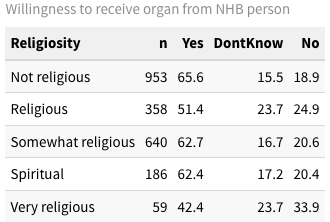 Willingness to receive organ from NHB person
Religiosity n Yes DontKnow No
Not religious 953 65.6 15.5 18.9
Religious 358 51.4 23.7 24.9
Somewhat religious 640 62.7 16.7 20.6
Spiritual 186 62.4 17.2 20.4
Very religious 59 42.4 23.7 33.9